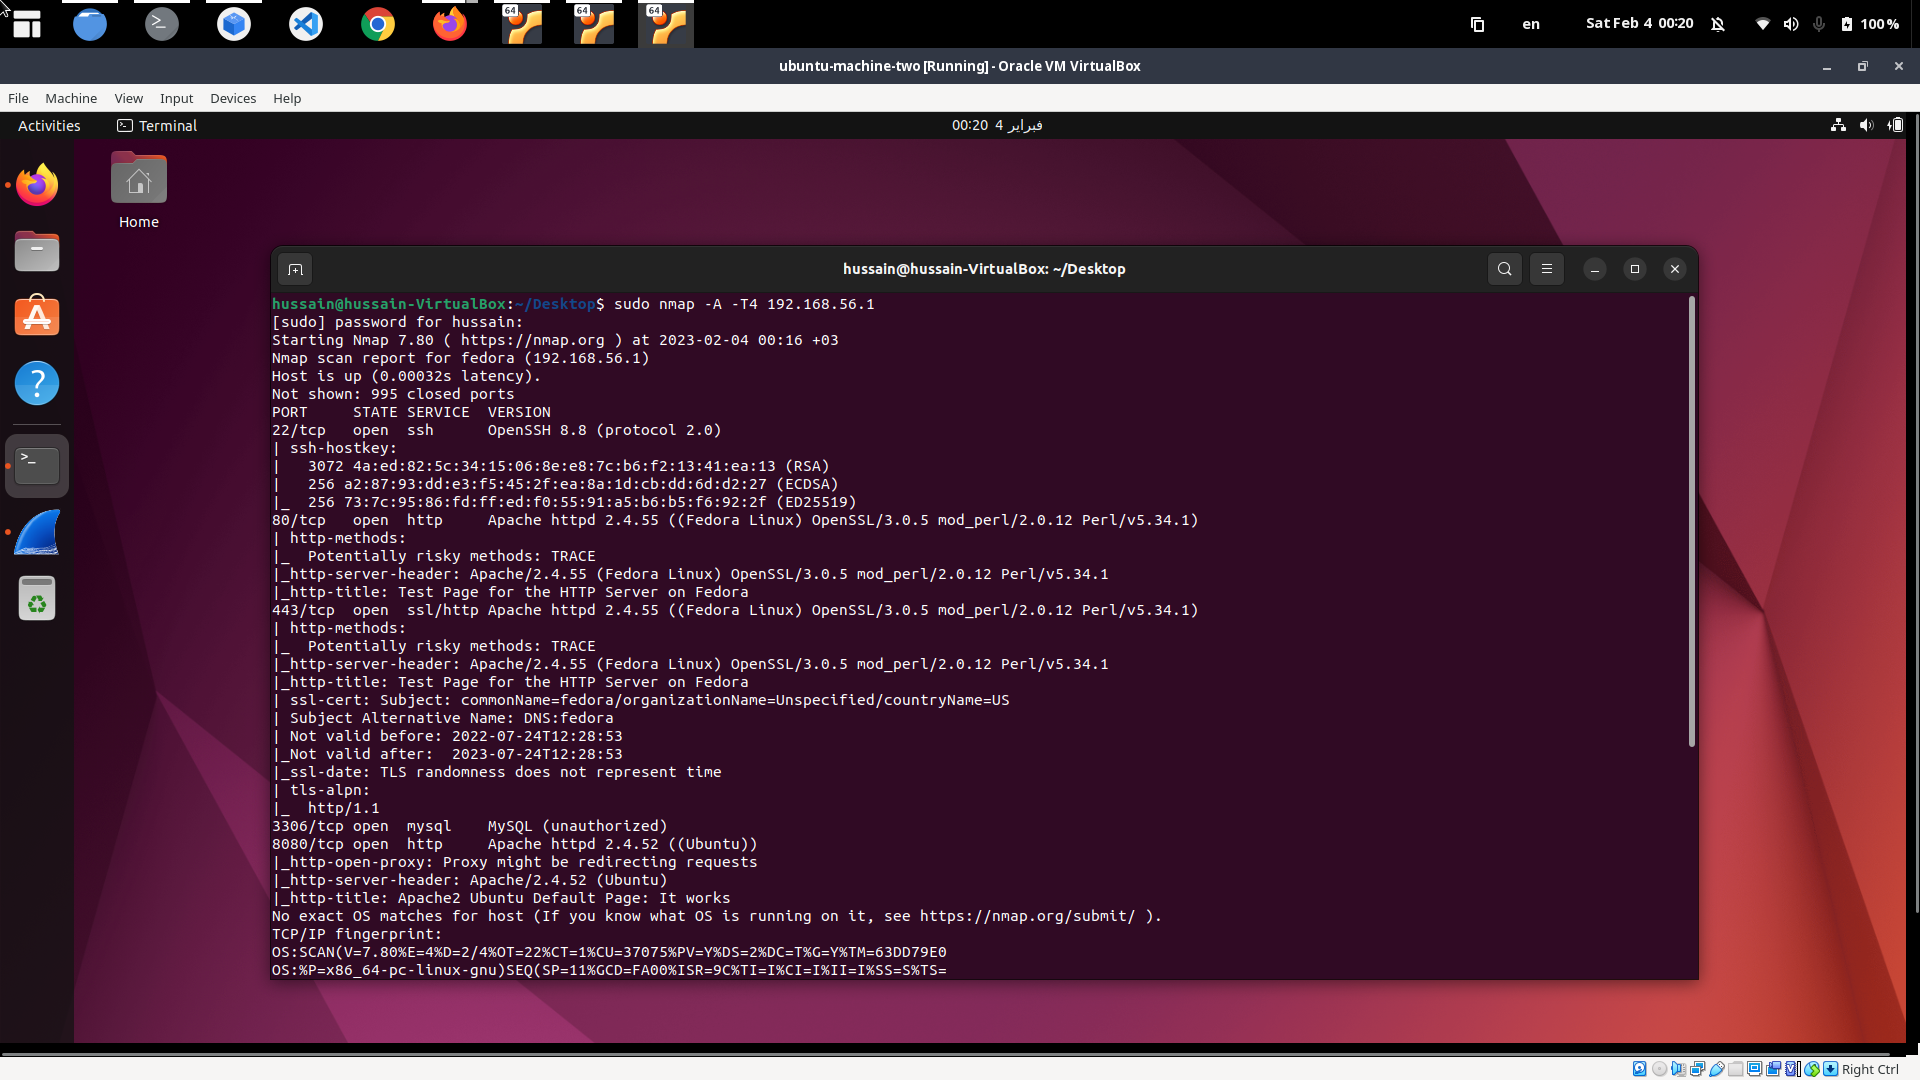 64
64
64
en
Sat Feb 4 00:20
100 %
ubuntu-machine-two [Running] - Oracle VM VirtualBox
File Machine View Input Devices Help
Activities
Terminal
فبراير 4 00:20
Home
hussain@hussain-VirtualBox: ~/Desktop
hussain@hussain-VirtualBox:~/Desktop$ sudo nmap -A -T4 192.168.56.1
[sudo] password for hussain:
Starting Nmap 7.80 ( https://nmap.org ) at 2023-02-04 00:16 +03
Nmap scan report for fedora (192.168.56.1)
Host is up (0.00032s latency).
Not shown: 995 closed ports
PORT     STATE SERVICE  VERSION
22/tcp   open  ssh      OpenSSH 8.8 (protocol 2.0)
| ssh-hostkey:
|   3072 4a:ed:82:5c:34:15:06:8e:e8:7c:b6:f2:13:41:ea:13 (RSA)
|   256 a2:87:93:dd:e3:f5:45:2f:ea:8a:1d:cb:dd:6d:d2:27 (ECDSA)
|_  256 73:7c:95:86:fd:ff:ed:f0:55:91:a5:b6:b5:f6:92:2f (ED25519)
80/tcp   open  http     Apache httpd 2.4.55 ((Fedora Linux) OpenSSL/3.0.5 mod_perl/2.0.12 Perl/v5.34.1)
| http-methods:
|_  Potentially risky methods: TRACE
|_http-server-header: Apache/2.4.55 (Fedora Linux) OpenSSL/3.0.5 mod_perl/2.0.12 Perl/v5.34.1
|_http-title: Test Page for the HTTP Server on Fedora
443/tcp  open  ssl/http Apache httpd 2.4.55 ((Fedora Linux) OpenSSL/3.0.5 mod_perl/2.0.12 Perl/v5.34.1)
| http-methods:
|_  Potentially risky methods: TRACE
|_http-server-header: Apache/2.4.55 (Fedora Linux) OpenSSL/3.0.5 mod_perl/2.0.12 Perl/v5.34.1
|_http-title: Test Page for the HTTP Server on Fedora
| ssl-cert: Subject: commonName=fedora/organizationName=Unspecified/countryName=US
| Subject Alternative Name: DNS:fedora
| Not valid before: 2022-07-24T12:28:53
|_Not valid after:  2023-07-24T12:28:53
|_ssl-date: TLS randomness does not represent time
| tls-alpn:
|_  http/1.1
3306/tcp open  mysql    MySQL (unauthorized)
8080/tcp open  http     Apache httpd 2.4.52 ((Ubuntu))
|_http-open-proxy: Proxy might be redirecting requests
|_http-server-header: Apache/2.4.52 (Ubuntu)
|_http-title: Apache2 Ubuntu Default Page: It works
No exact OS matches for host (If you know what OS is running on it, see https://nmap.org/submit/ ).
TCP/IP fingerprint:
OS:SCAN(V=7.80%E=4%D=2/4%OT=22%CT=1%CU=37075%PV=Y%DS=2%DC=T%G=Y%TM=63DD79E0
OS:%P=x86_64-pc-linux-gnu)SEQ(SP=11%GCD=FA00%ISR=9C%TI=I%CI=I%II=I%SS=S%TS=
Right Ctrl